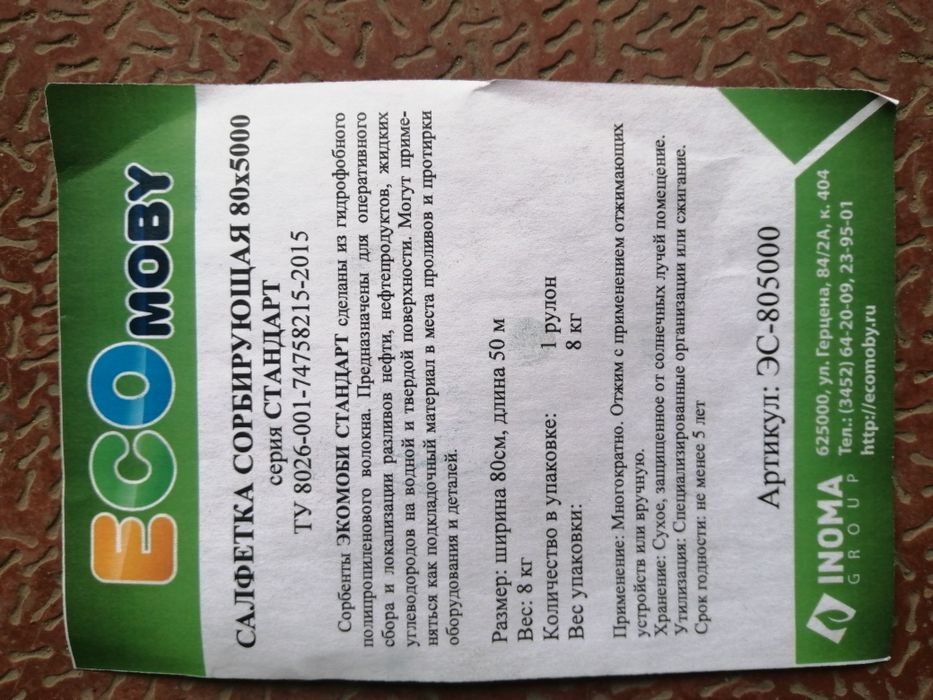 ECO MOBY
САЛФЕТКА СОРБИРУЮЩАЯ 80х5000
серия СТАНДАРТ
ТУ 8026-001-74758215-2015
Сорбенты ЭКОМОБИ СТАНДАРТ сделаны из гидрофобного
полипропиленового волокна. Предназначены для оперативного
сбора и локализации разливов нефти, нефтепродуктов, жидких
углеводородов на водной и твердой поверхности. Могут приме-
няться как подкладочный материал в места проливов и протирки
оборудования и деталей.
Размер: ширина 80см, длина 50 м
Вес: 8 кг
Количество в упаковке: 1 рулон
Вес упаковки: 8 кг
Применение: Многократно. Отжим с применением отжимающих
устройств или вручную.
Хранение: Сухое, защищенное от солнечных лучей помещение.
Утилизация: Специализированные организации или сжигание.
Срок годности: не менее 5 лет
Артикул: ЭС-805000
INOMA
GROUP
625000, ул. Герцена, 84/2А, к. 404
Тел.: (3452) 64-20-09, 23-95-01
http://ecomoby.ru